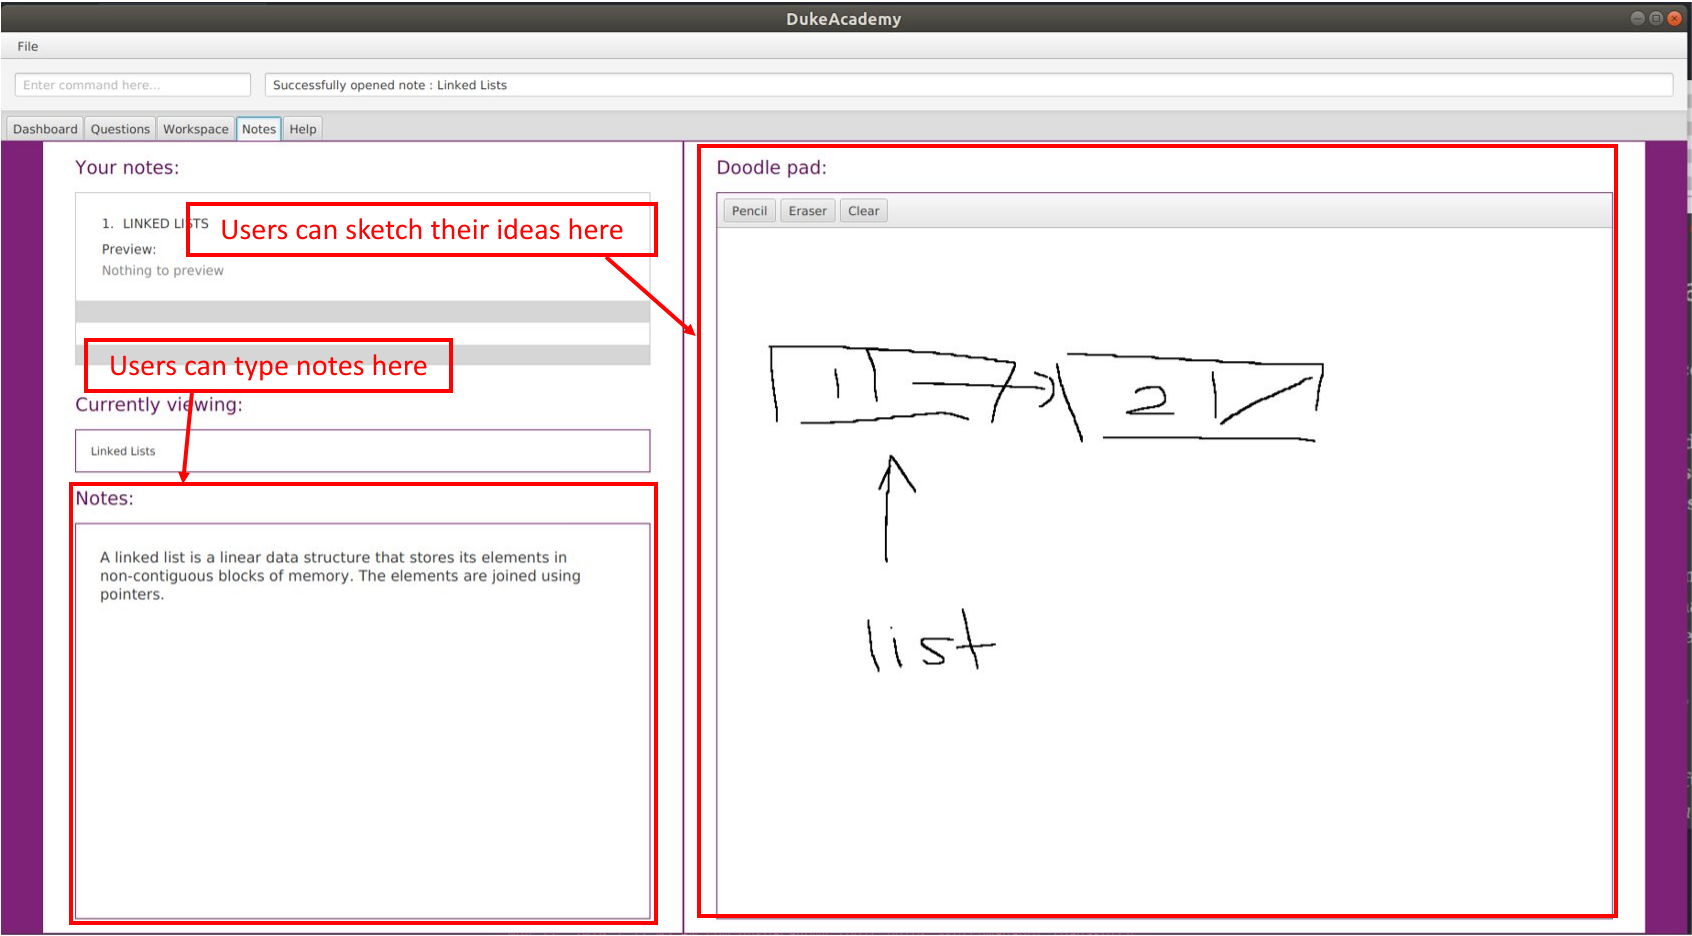 DukeAcademy
File
Enter command here...
Successfully opened note : Linked Lists
Dashboard
Questions
Workspace
Notes
Help
Your notes:
1. LINKED LISTS
Preview:
Nothing to preview
Users can sketch their ideas here
Users can type notes here
Currently viewing:
Linked Lists
Notes:
A linked list is a linear data structure that stores its elements in
non-contiguous blocks of memory. The elements are joined using
pointers.
Doodle pad:
Pencil
Eraser
Clear
1
2
list